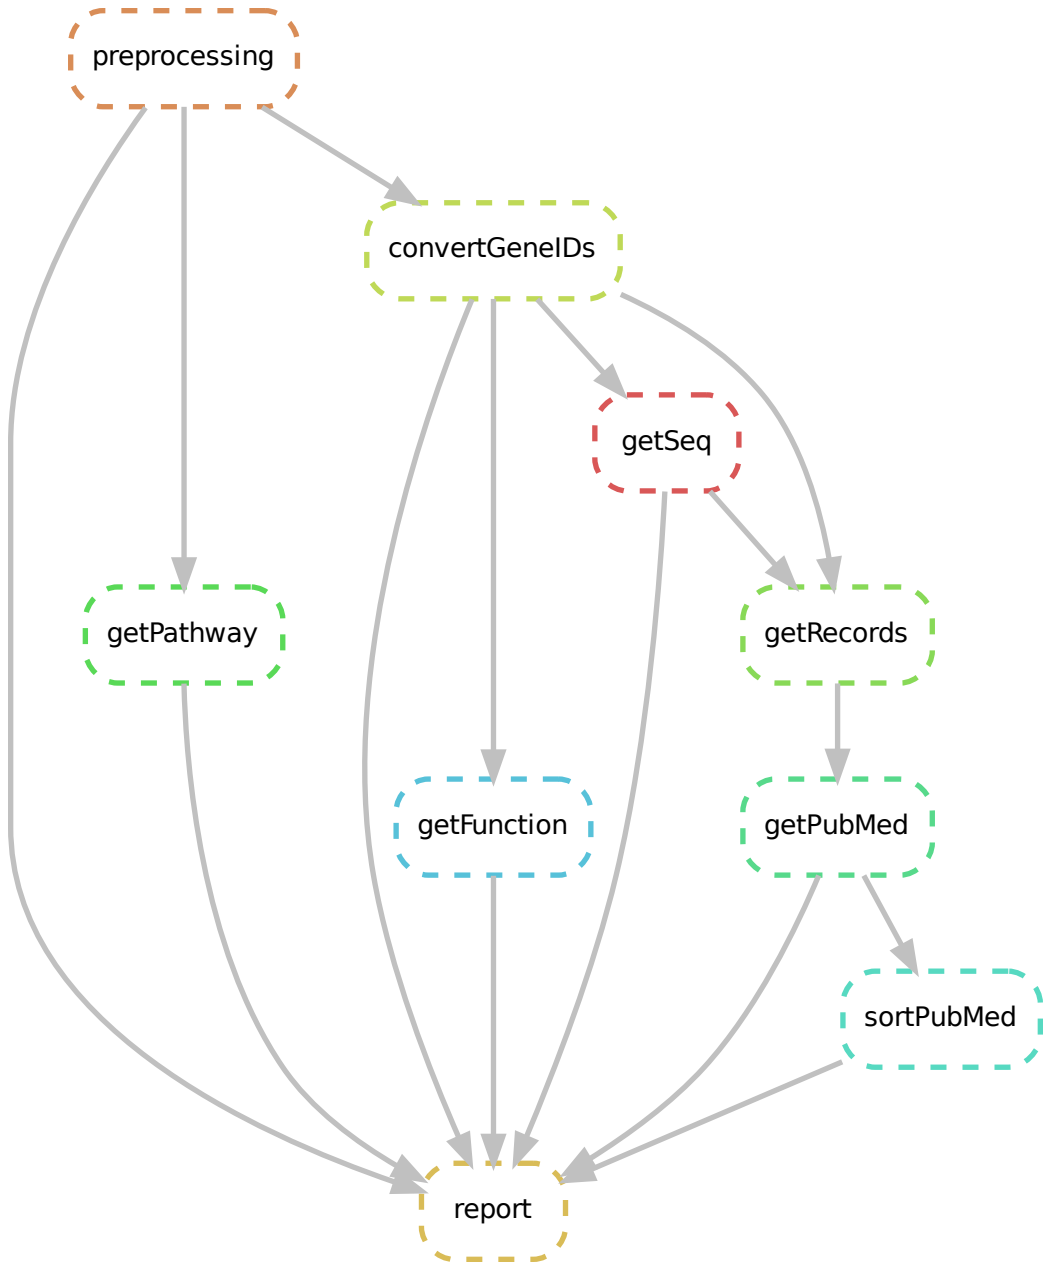 preprocessing
convertGeneIDs
getSeq
getPathway
getRecords
getFunction
getPubMed
sortPubMed
report